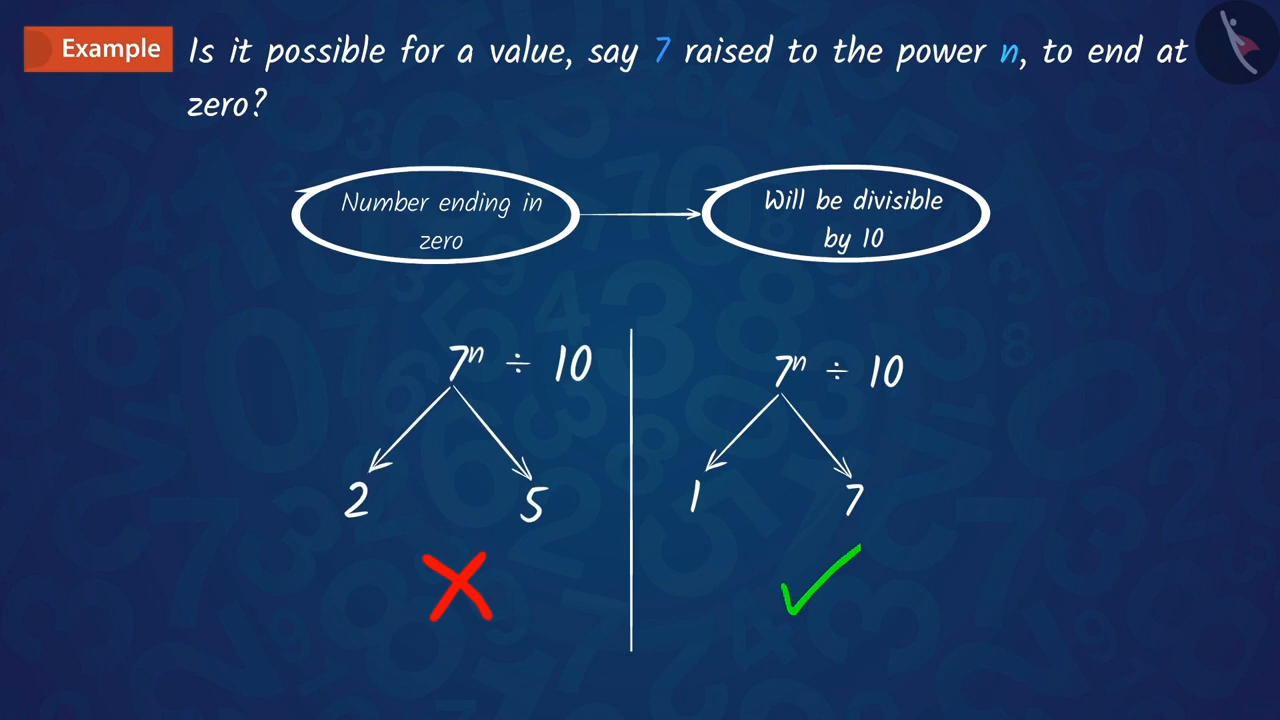 Example Is it possible for a value, say 7 raised to the power n, to end at
zero?
Number ending in
zero
Will be divisible
by 10
7ⁿ ÷ 10
2 5
7ⁿ ÷ 10
1 7